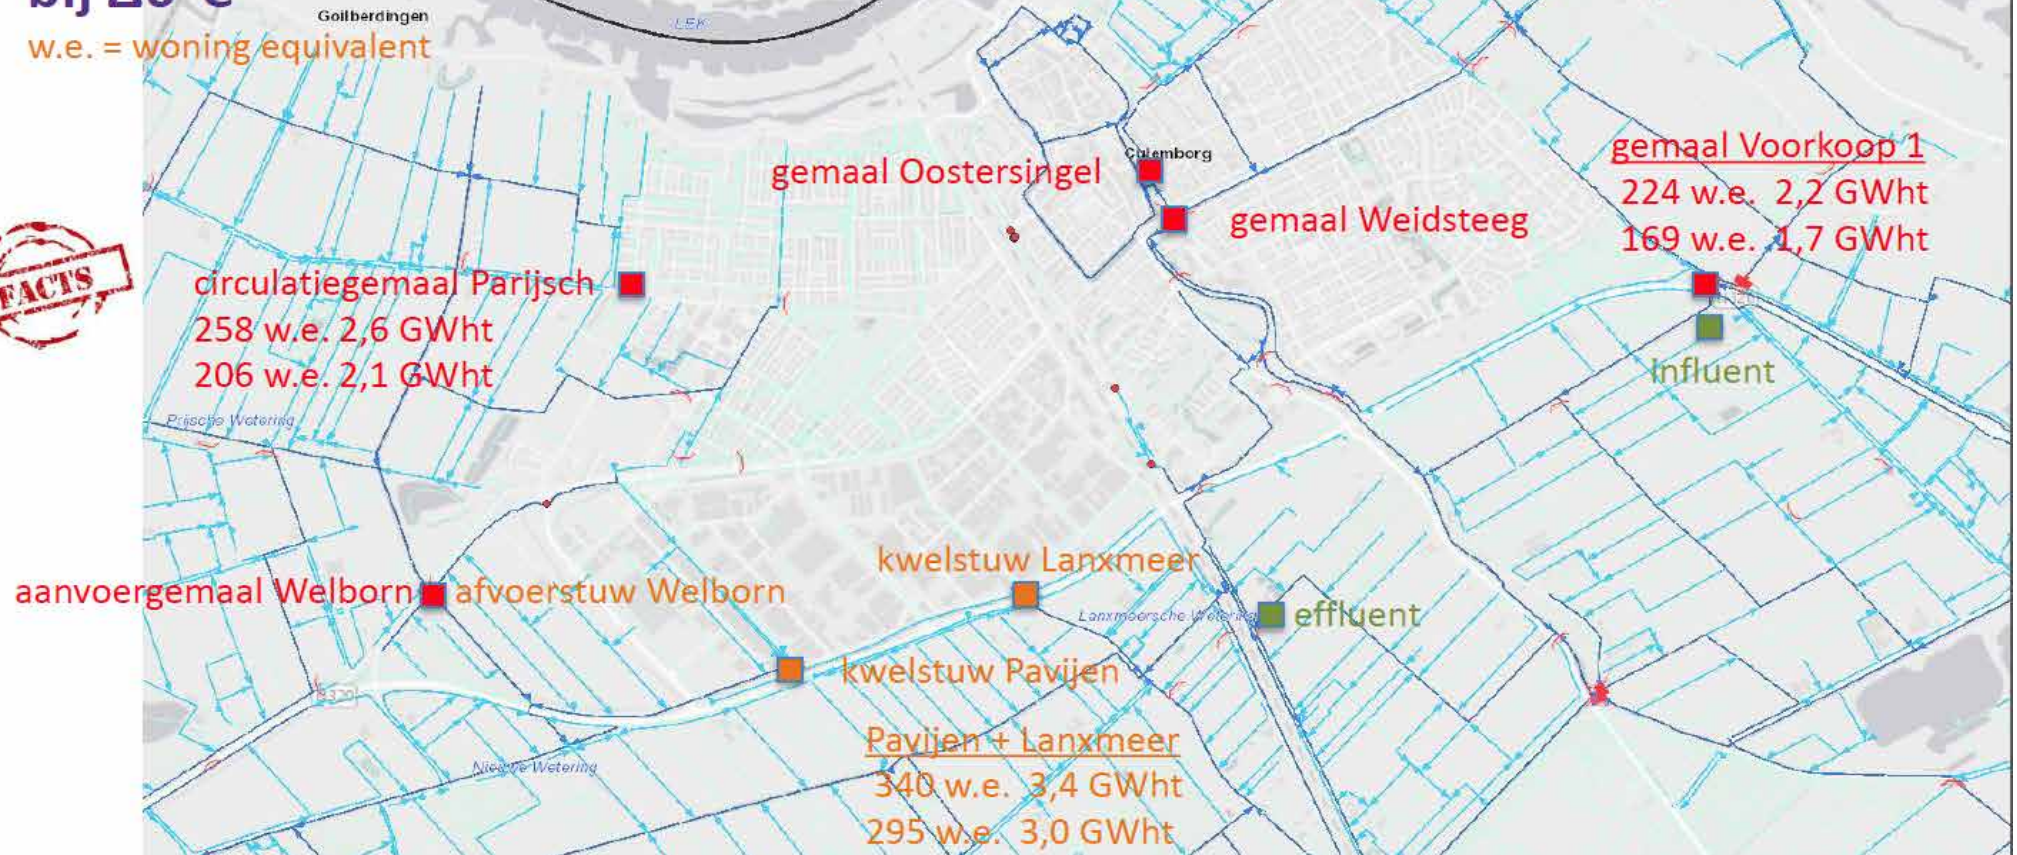 bij Δ6°C
w.e. = woning equivalent
Goilberdingen
LEK
Culemborg
gemaal Oostersingel
gemaal Weidsteeg
gemaal Voorkoop 1
224 w.e. 2,2 GWht
169 w.e. 1,7 GWht
influent
FACTS
circulatiegemaal Parijsch
258 w.e. 2,6 GWht
206 w.e. 2,1 GWht
Prijsche Wetering
aanvoergemaal Welborn
afvoerstuw Welborn
kwelstuw Lanxmeer
Lanxmeersche Wetering
effluent
kwelstuw Pavijen
Pavijen + Lanxmeer
340 w.e. 3,4 GWht
295 w.e. 3,0 GWht
Nieuwe Wetering